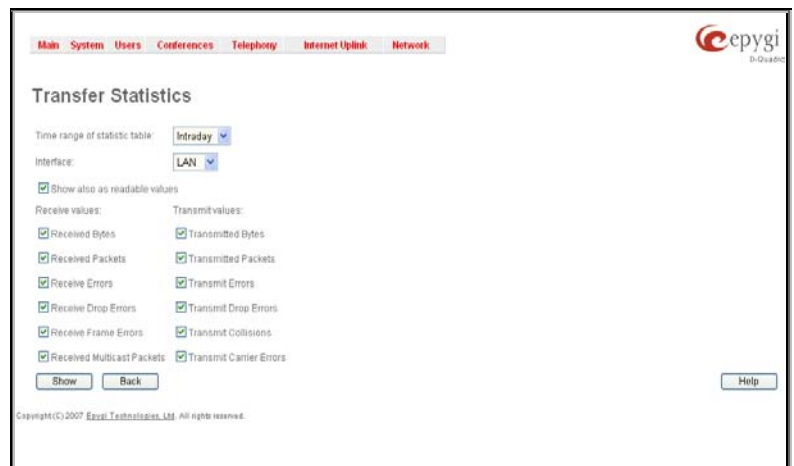 Main System Users Conferences Telephony Internet Uplink Network
epygi
Transfer Statistics
Time range of statistic table: Intraday
Interface: LAN
Show also as readable values
Receive values: Transmit values:
Received Bytes Transmitted Bytes
Received Packets Transmitted Packets
Receive Errors Transmit Errors
Receive Drop Errors Transmit Drop Errors
Receive Frame Errors Transmit Collisions
Received Multicast Packets Transmit Carrier Errors
Show Back Help
Copyright (C) 2007 Epygi Technologies, Ltd. All rights reserved.